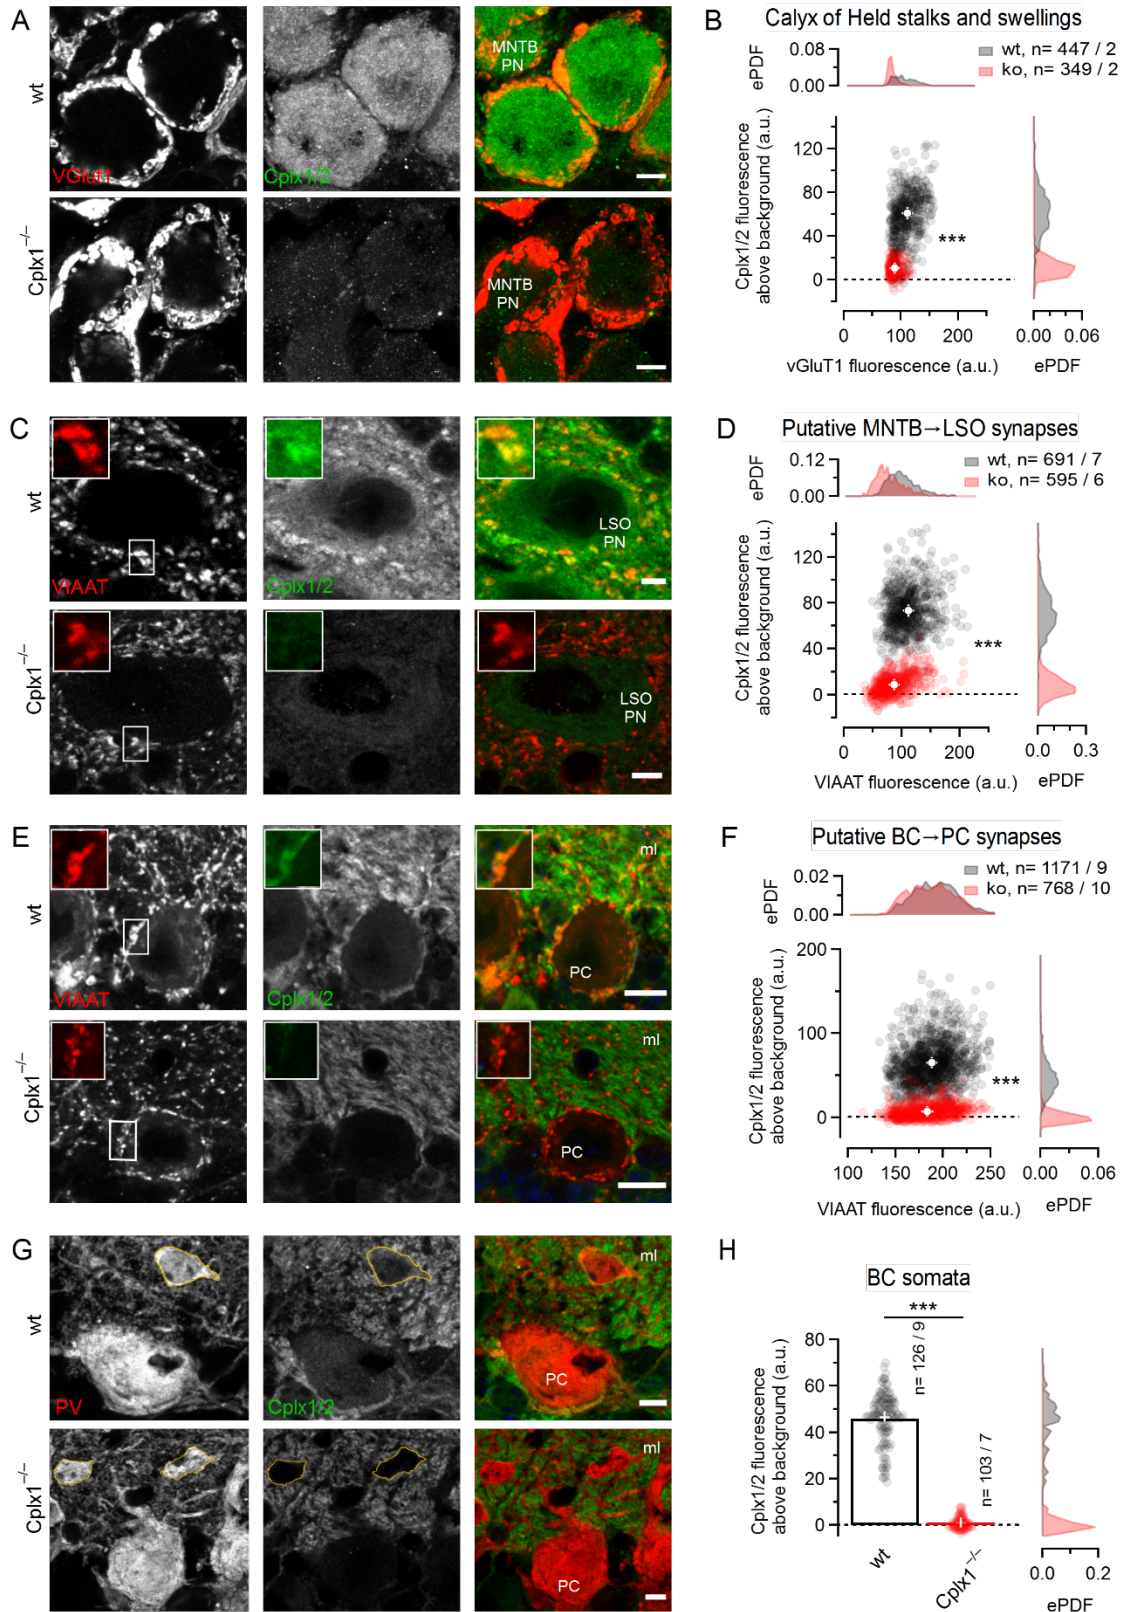 A
wt
VGlut1
Cplx1/2
MNTB
PN
Cplx1–/–
MNTB
PN
B
Calyx of Held stalks and swellings
wt, n= 447 / 2
ko, n= 349 / 2
ePDF
0.08
0.00
Cplx1/2 fluorescence
above background (a.u.)
120
80
40
0
***
0
100
200
vGluT1 fluorescence (a.u.)
0.00
0.06
ePDF
C
wt
VIAAT
Cplx1/2
LSO
PN
Cplx1–/–
LSO
PN
D
Putative MNTB→LSO synapses
wt, n= 691 / 7
ko, n= 595 / 6
ePDF
0.12
0.00
Cplx1/2 fluorescence
above background (a.u.)
120
80
40
0
***
0
100
200
VIAAT fluorescence (a.u.)
0.0
0.3
ePDF
E
wt
VIAAT
Cplx1/2
ml
PC
Cplx1–/–
ml
PC
F
Putative BC→PC synapses
wt, n= 1171 / 9
ko, n= 768 / 10
ePDF
0.02
0.00
Cplx1/2 fluorescence
above background (a.u.)
200
100
0
***
100
150
200
250
VIAAT fluorescence (a.u.)
0.00
0.06
ePDF
G
wt
PV
Cplx1/2
ml
PC
Cplx1–/–
ml
PC
H
BC somata
***
n= 126 / 9
n= 103 / 7
Cplx1/2 fluorescence
above background (a.u.)
80
60
40
20
0
wt
Cplx1–/–
0.0
0.2
ePDF